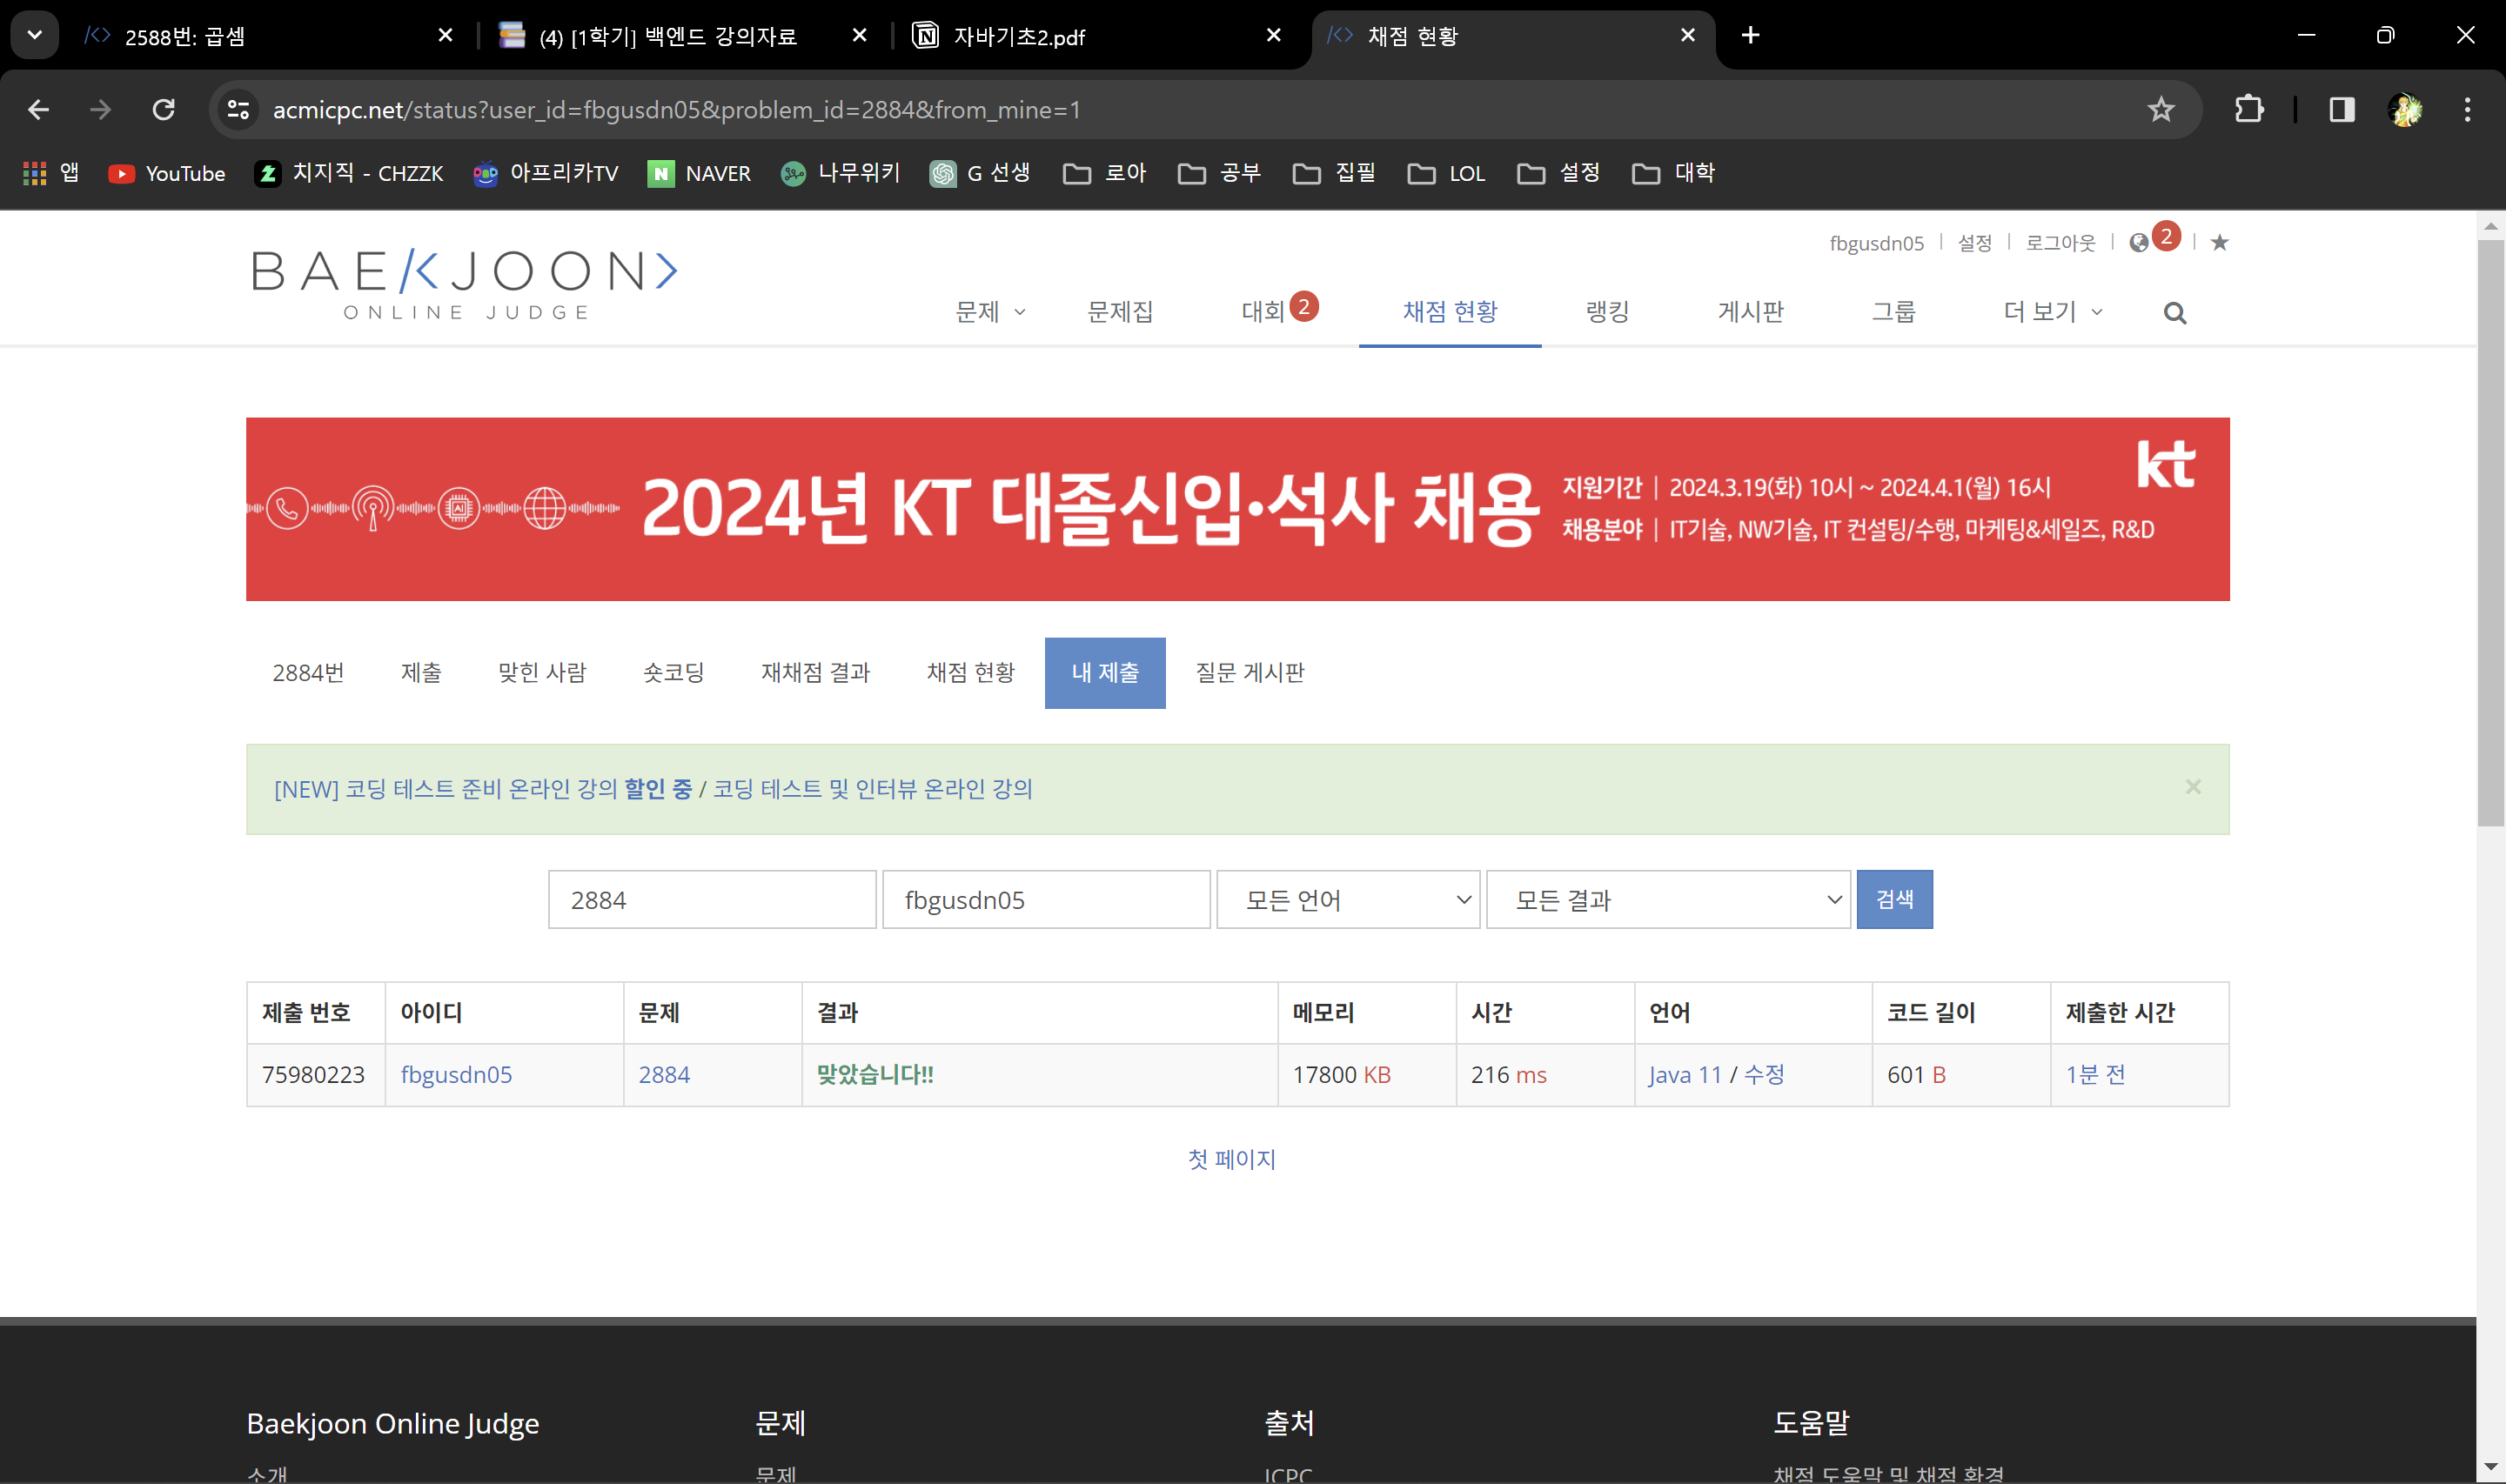 2588번: 곱셈
(4) [1학기] 백엔드 강의자료
자바기초2.pdf
채점 현황
acmicpc.net/status?user_id=fbgusdn05&problem_id=2884&from_mine=1
앱 YouTube 치지직 - CHZZK 아프리카TV NAVER 나무위키 G 선생 로아 공부 집필 LOL 설정 대학
fbgusdn05 설정 로그아웃 2
BAEKJOON
ONLINE JUDGE
문제 문제집 대회 2 채점 현황 랭킹 게시판 그룹 더 보기
kt
2024년 KT 대졸신입·석사 채용
지원기간 | 2024.3.19(화) 10시 ~ 2024.4.1(월) 16시
채용분야 | IT기술, NW기술, IT 컨설팅/수행, 마케팅&세일즈, R&D
AI
2884번 제출 맞힌 사람 숏코딩 재채점 결과 채점 현황 내 제출 질문 게시판
[NEW] 코딩 테스트 준비 온라인 강의 할인 중 / 코딩 테스트 및 인터뷰 온라인 강의
2884 fbgusdn05 모든 언어 모든 결과 검색
제출 번호 아이디 문제 결과 메모리 시간 언어 코드 길이 제출한 시간
75980223 fbgusdn05 2884 맞았습니다!! 17800 KB 216 ms Java 11 / 수정 601 B 1분 전
첫 페이지
Baekjoon Online Judge 문제 출처 도움말
소개 문제 ICPC 채점 도움말 및 채점 환경